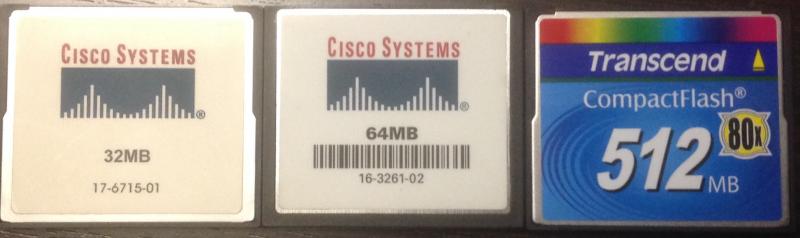 CISCO SYSTEMS
®
32MB
17-6715-01
CISCO SYSTEMS
®
64MB
16-3261-02
Transcend
CompactFlash®
80x
512 MB